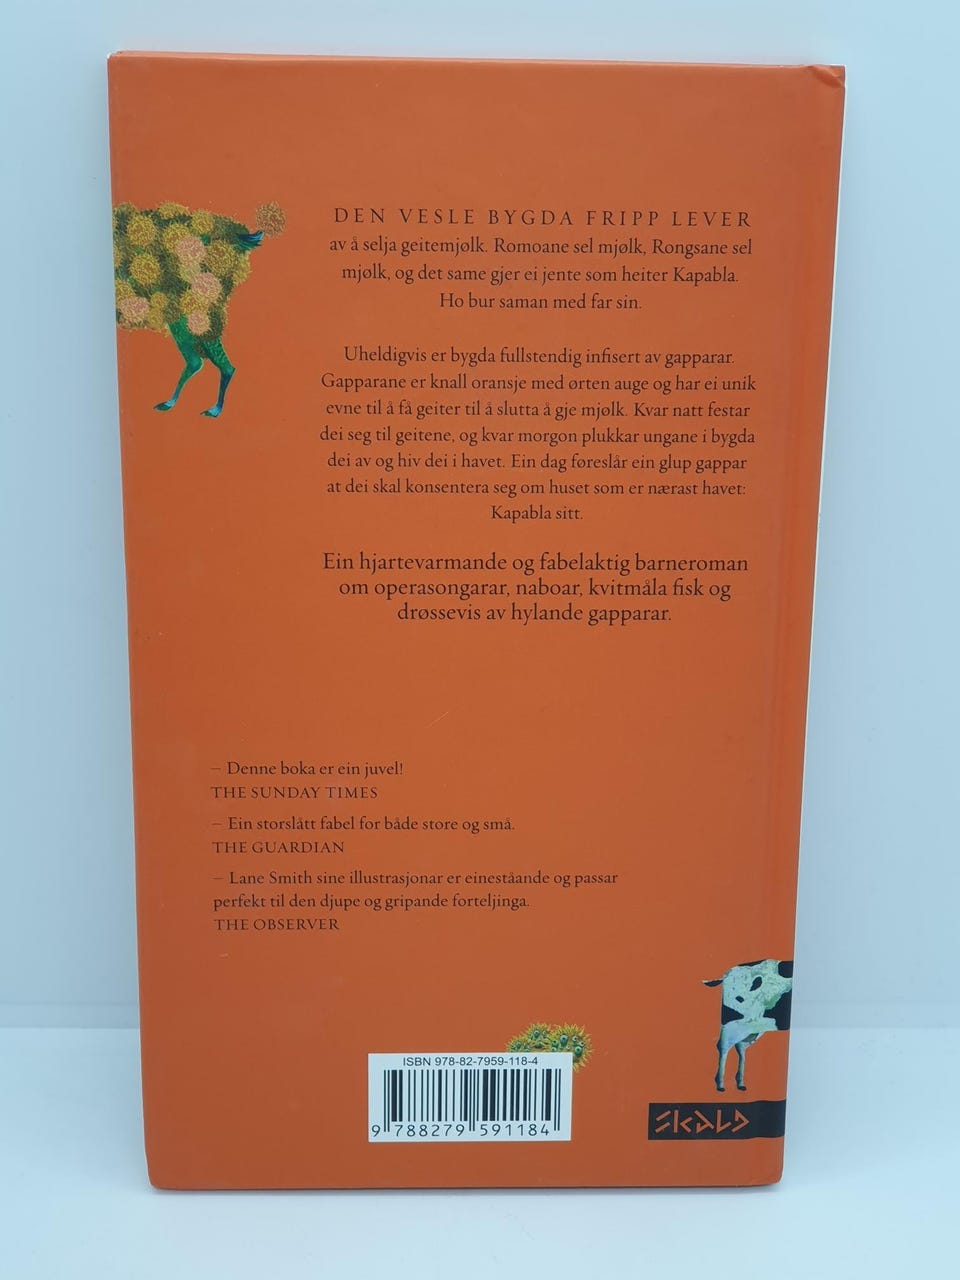 DEN VESLE BYGDA FRIPP LEVER
av å selja geitemjølk. Romoane sel mjølk, Rongsane sel
mjølk, og det same gjer ei jente som heiter Kapabla.
Ho bur saman med far sin.
Uheldigvis er bygda fullstendig infisert av gapparar.
Gapparane er knall oransje med ørten auge og har ei unik
evne til å få geiter til å slutta å gje mjølk. Kvar natt festar
dei seg til geitene, og kvar morgon plukkar ungane i bygda
dei av og hiv dei i havet. Ein dag føreslår ein glup gappar
at dei skal konsentera seg om huset som er nærast havet:
Kapabla sitt.
Ein hjartevarmande og fabelaktig barneroman
om operasongarar, naboar, kvitmåla fisk og
drøssevis av hylande gapparar.
– Denne boka er ein juvel!
THE SUNDAY TIMES
– Ein storslått fabel for både store og små.
THE GUARDIAN
– Lane Smith sine illustrasjonar er eineståande og passar
perfekt til den djupe og gripande forteljinga.
THE OBSERVER
ISBN 978-82-7959-118-4
9 788279 591184
SKALD